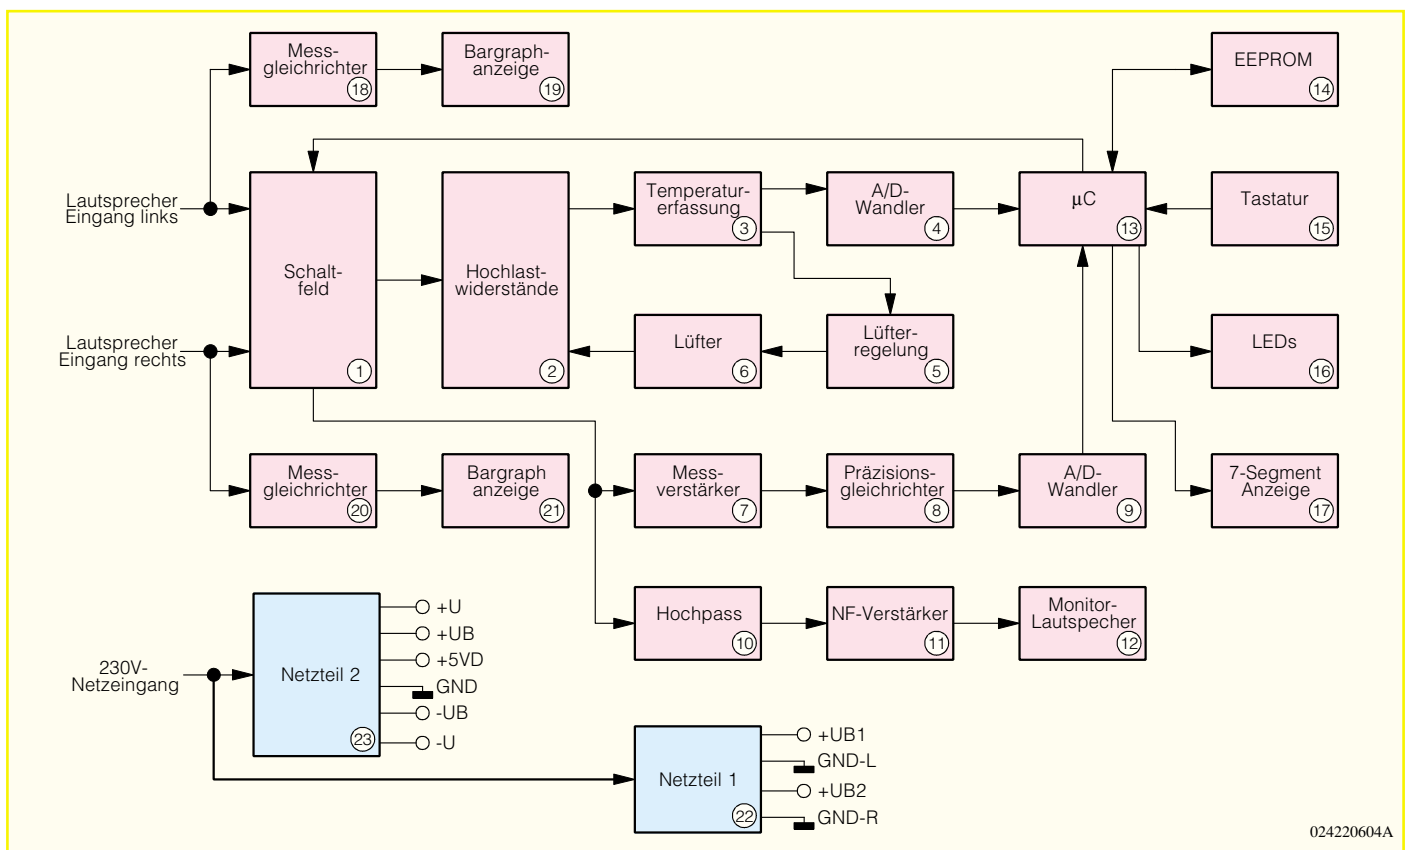 Mess-
gleichrichter
18
Bargraph-
anzeige
19
EEPROM
14
Lautsprecher
Eingang links
Lautsprecher
Eingang rechts
Schalt-
feld
1
Hochlast-
widerstände
2
Temperatur-
erfassung
3
A/D-
Wandler
4
µC
13
Tastatur
15
Lüfter
6
Lüfter-
regelung
5
LEDs
16
Mess-
gleichrichter
20
Bargraph
anzeige
21
Mess-
verstärker
7
Präzisions-
gleichrichter
8
A/D-
Wandler
9
7-Segment
Anzeige
17
Hochpass
10
NF-Verstärker
11
Monitor-
Lautspecher
12
230V-
Netzeingang
Netzteil 2
23
+U
+UB
+5VD
GND
-UB
-U
Netzteil 1
22
+UB1
GND-L
+UB2
GND-R
024220604A